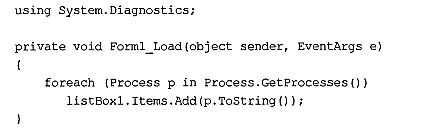 using System.Diagnostics;
private void Form1_Load(object sender, EventArgs e)
{
foreach (Process p in Process.GetProcesses())
listBox1.Items.Add(p.ToString());
}